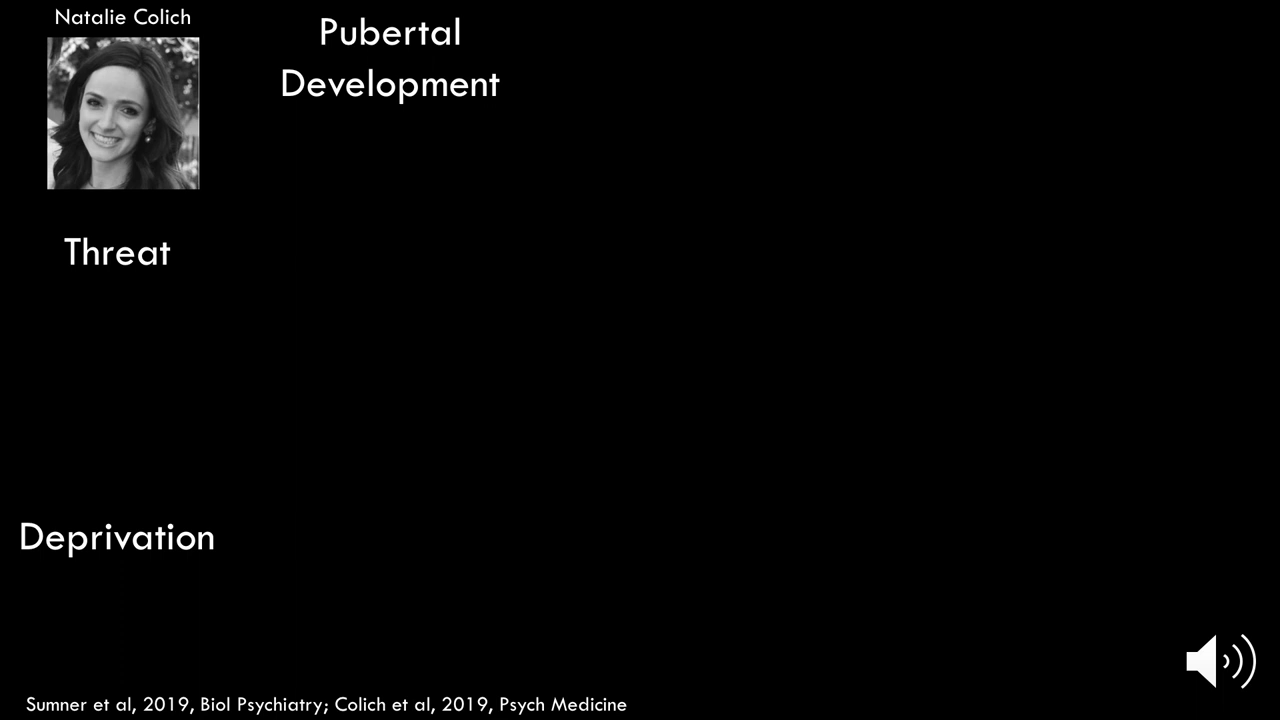 Natalie Colich
Pubertal
Development
Threat
Deprivation
Sumner et al, 2019, Biol Psychiatry; Colich et al, 2019, Psych Medicine